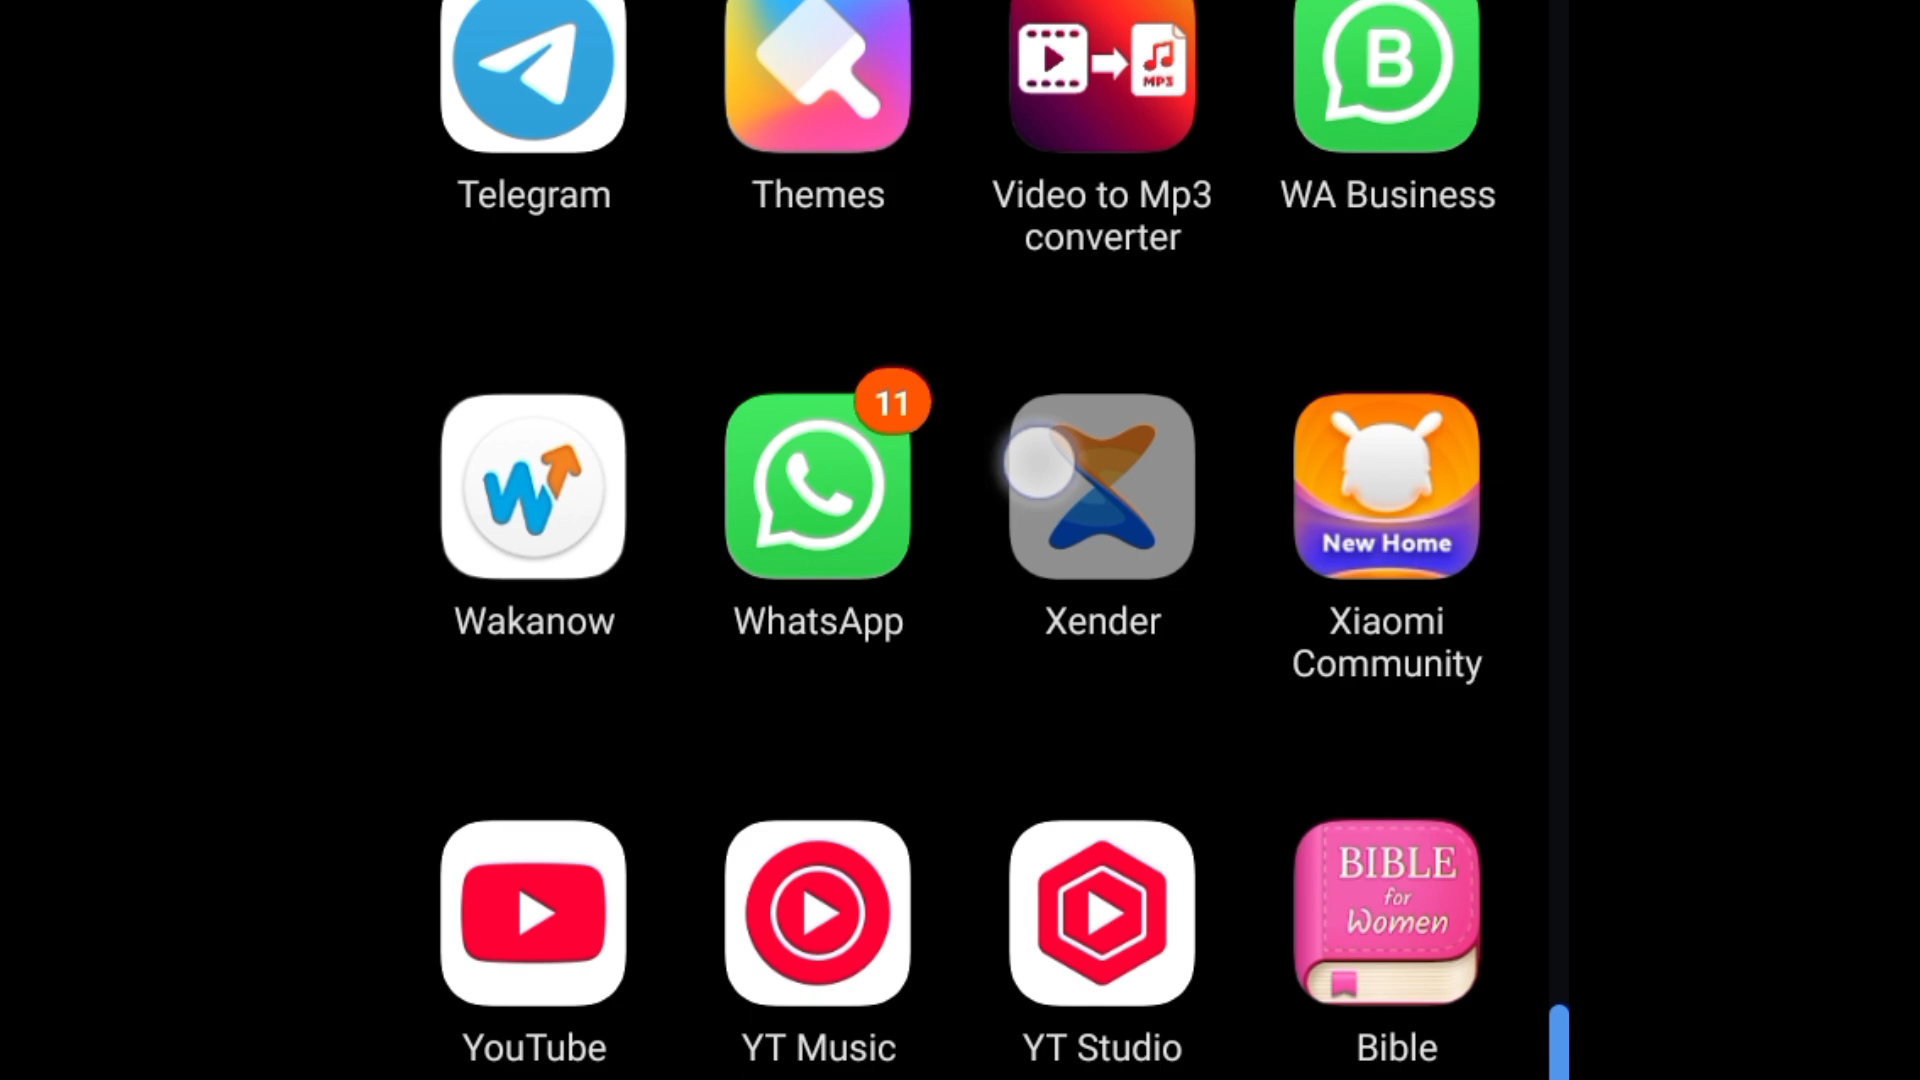 MP3
B
Telegram
Themes
Video to Mp3
converter
WA Business
11
W
New Home
Wakanow
WhatsApp
Xender
Xiaomi
Community
BIBLE
for
Women
YouTube
YT Music
YT Studio
Bible